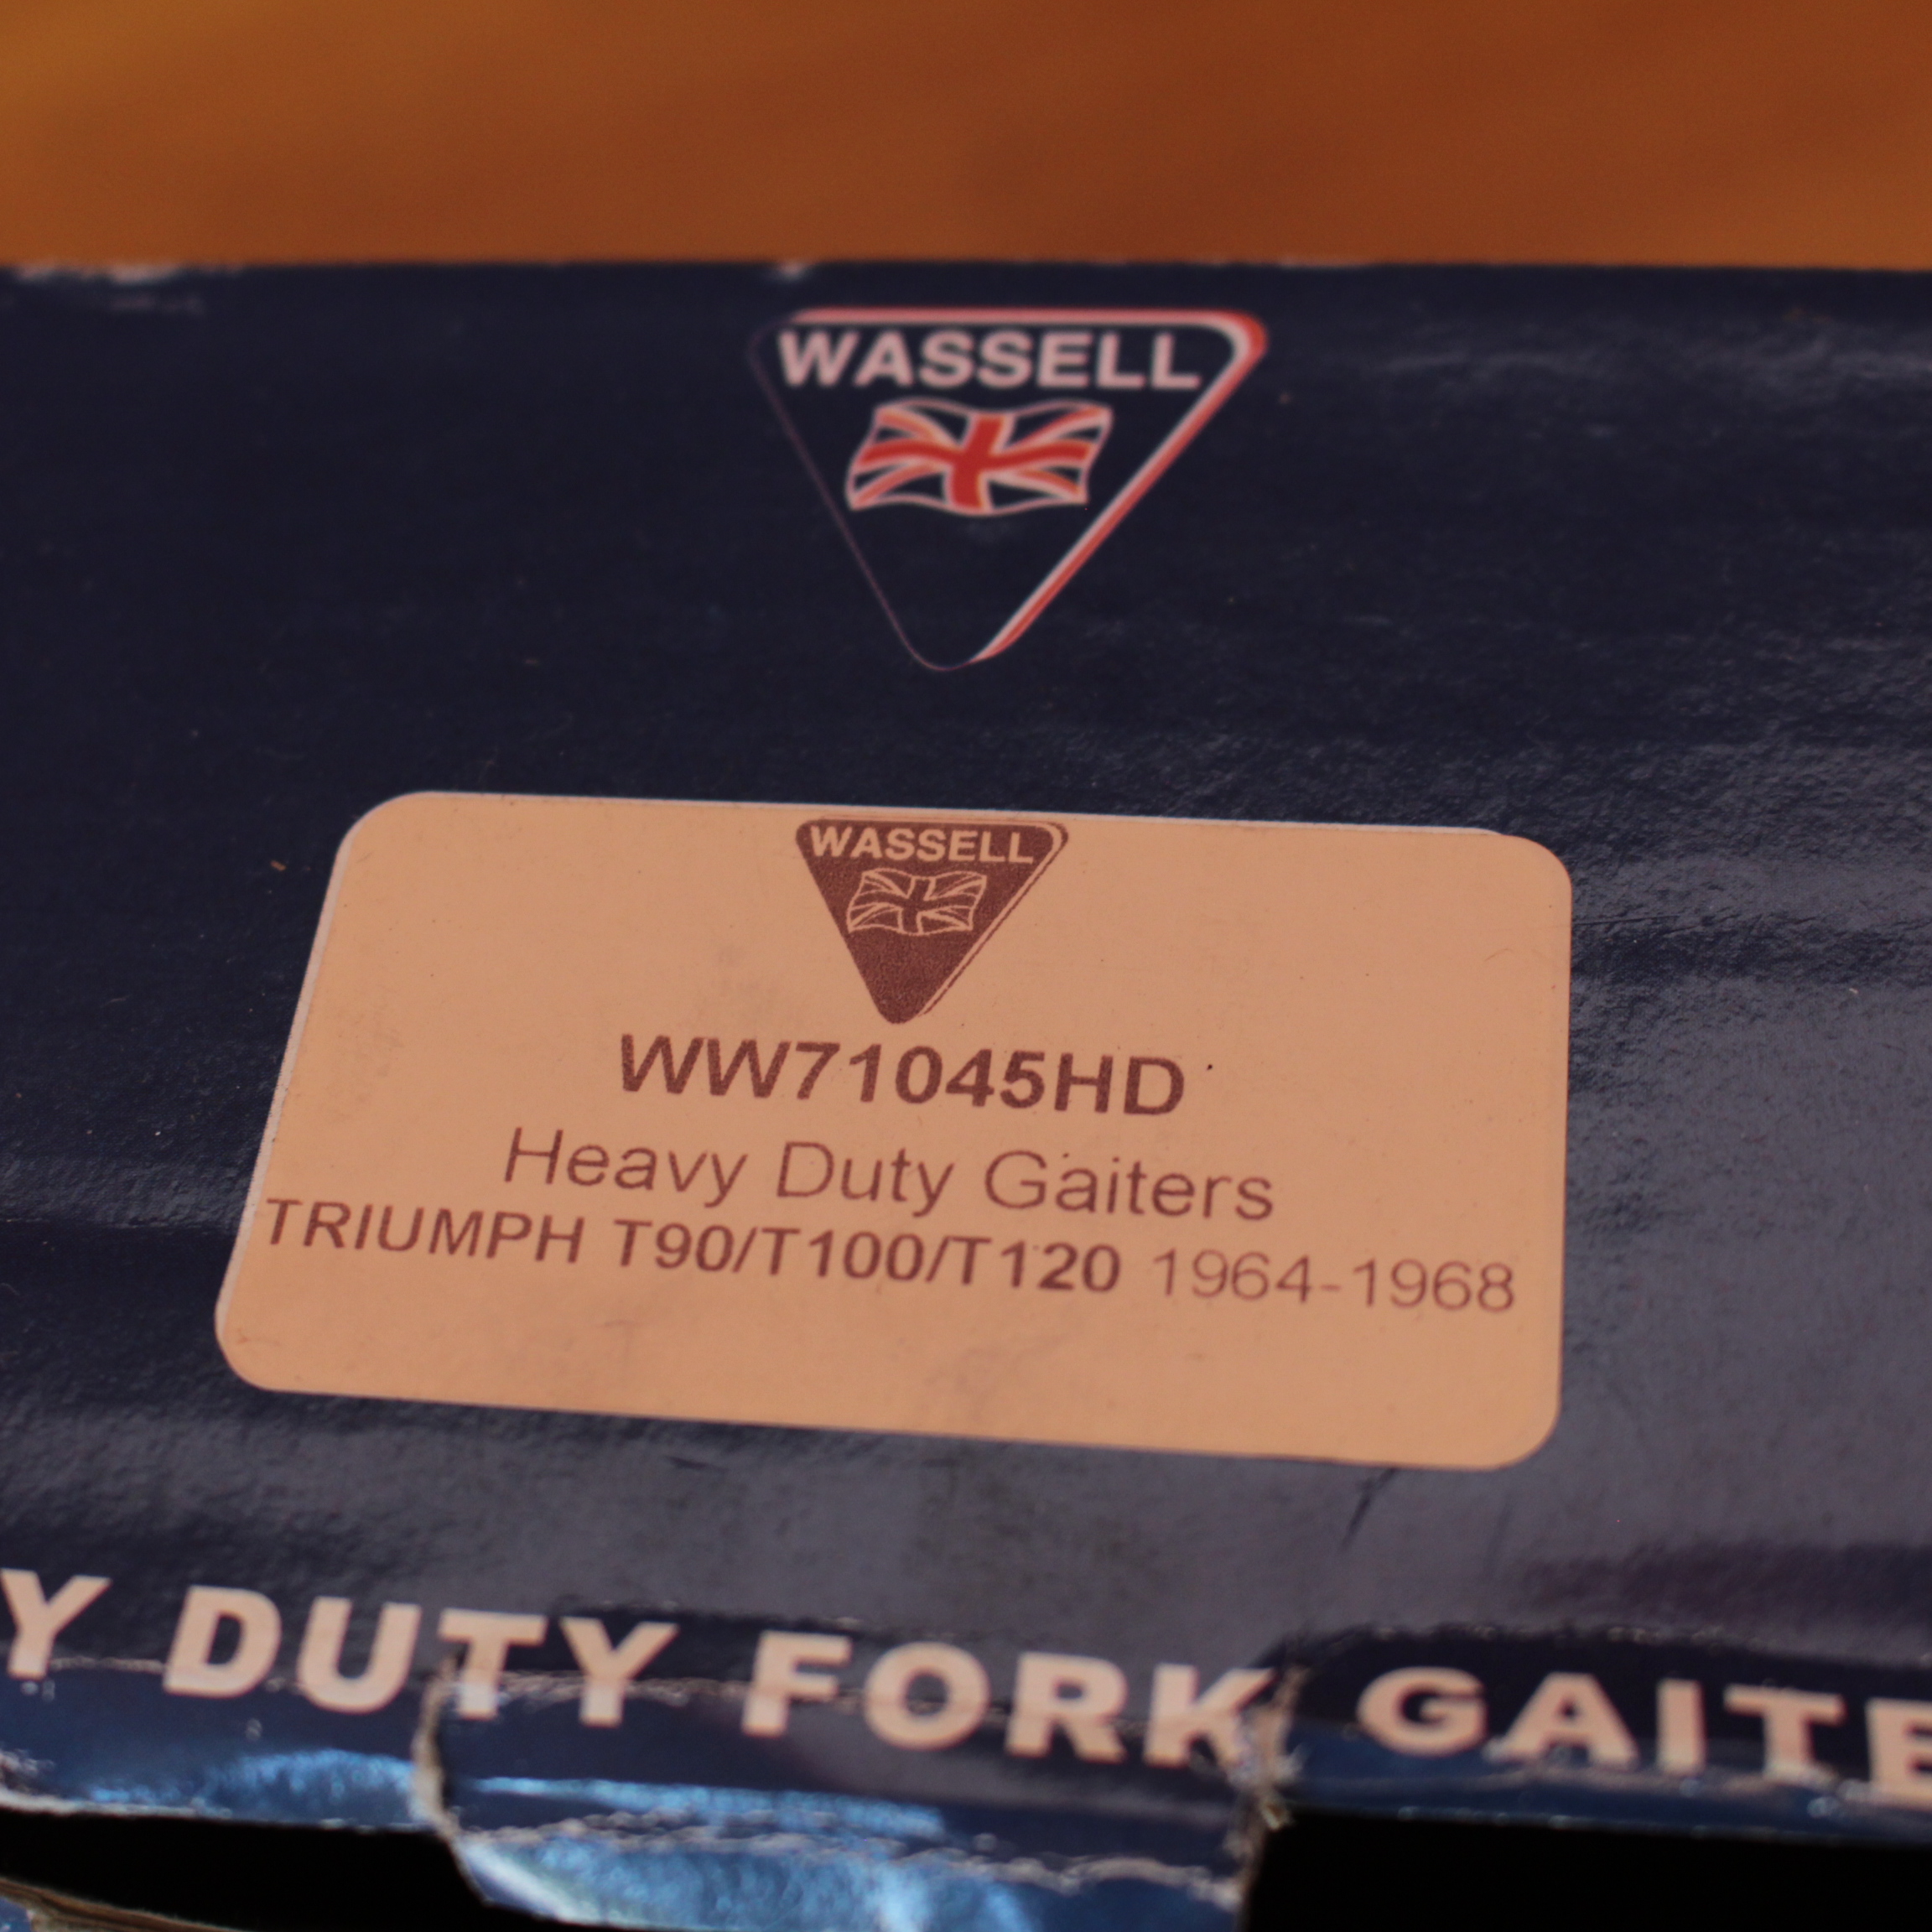 WASSELL
WASSELL
WW71045HD
Heavy Duty Gaiters
TRIUMPH T90/T100/T120 1964-1968
Y DUTY FORK GAITE